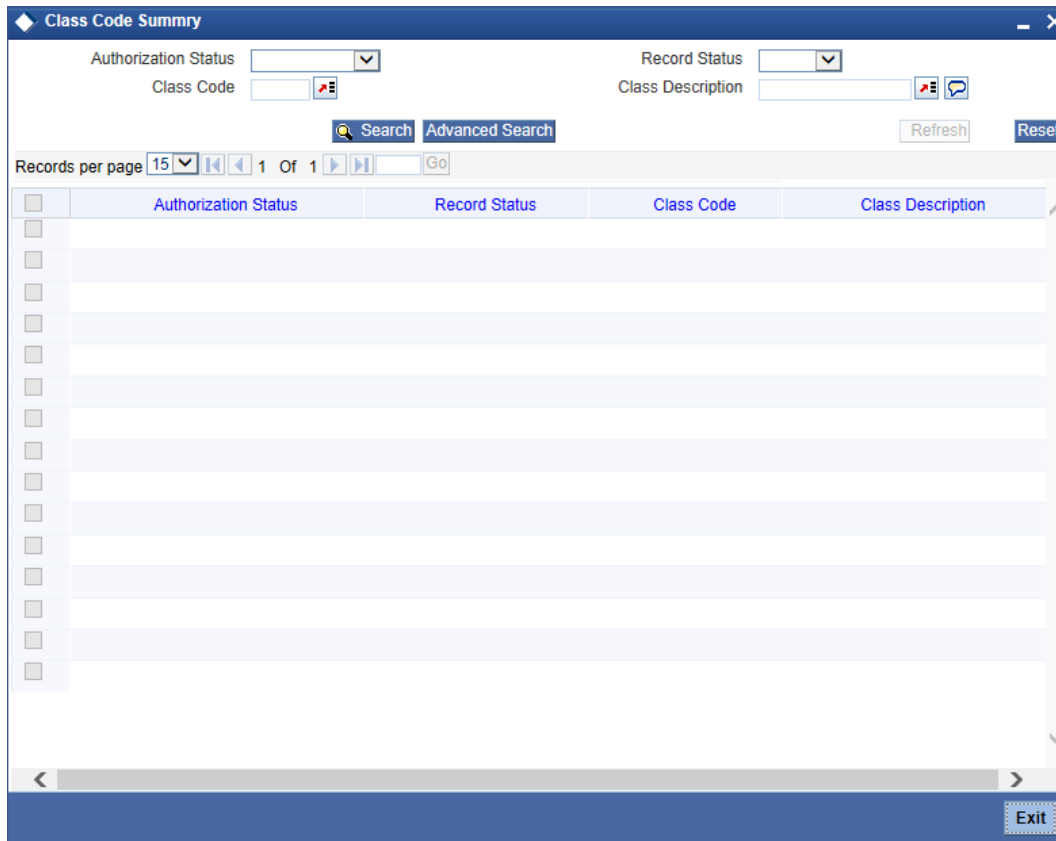 Class Code Summry
Authorization Status Record Status
Class Code Class Description
Search Advanced Search Refresh Rese
Records per page 15 1 Of 1 Go
Authorization Status Record Status Class Code Class Description
Exit